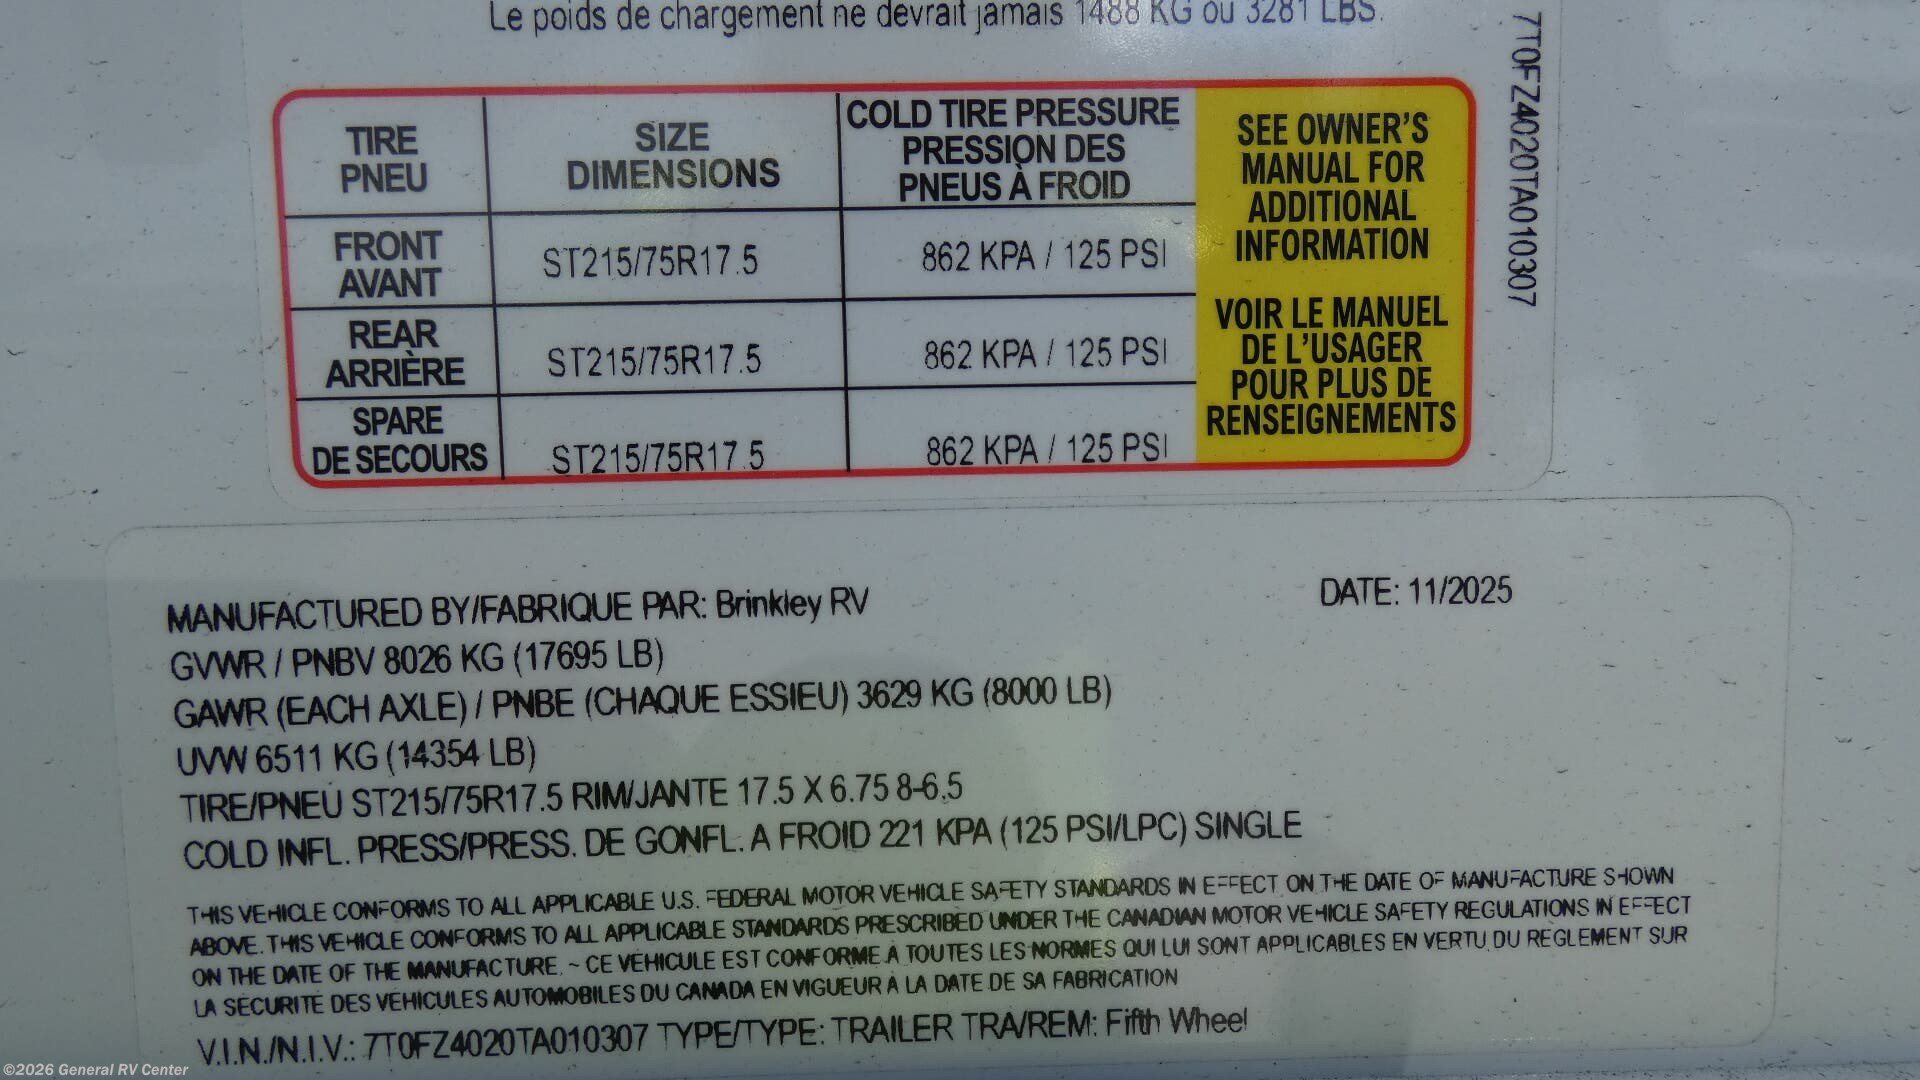 Le poids de chargement ne devrait jamais 1488 KG ou 3281 LBS.
7T0FZ4020TA010307
TIRE
PNEU
SIZE
DIMENSIONS
COLD TIRE PRESSURE
PRESSION DES
PNEUS À FROID
FRONT
AVANT
ST215/75R17.5
862 KPA / 125 PSI
REAR
ARRIÈRE
ST215/75R17.5
862 KPA / 125 PSI
SPARE
DE SECOURS
ST215/75R17.5
862 KPA / 125 PSI
SEE OWNER'S
MANUAL FOR
ADDITIONAL
INFORMATION
VOIR LE MANUEL
DE L'USAGER
POUR PLUS DE
RENSEIGNEMENTS
MANUFACTURED BY/FABRIQUE PAR: Brinkley RV
DATE: 11/2025
GVWR / PNBV 8026 KG (17695 LB)
GAWR (EACH AXLE) / PNBE (CHAQUE ESSIEU) 3629 KG (8000 LB)
UVW 6511 KG (14354 LB)
TIRE/PNEU ST215/75R17.5 RIM/JANTE 17.5 X 6.75 8-6.5
COLD INFL. PRESS/PRESS. DE GONFL. A FROID 221 KPA (125 PSI/LPC) SINGLE
THIS VEHICLE CONFORMS TO ALL APPLICABLE U.S. FEDERAL MOTOR VEHICLE SAFETY STANDARDS IN EFFECT ON THE DATE OF MANUFACTURE SHOWN
ABOVE. THIS VEHICLE CONFORMS TO ALL APPLICABLE STANDARDS PRESCRIBED UNDER THE CANADIAN MOTOR VEHICLE SAFETY REGULATIONS IN EFFECT
ON THE DATE OF THE MANUFACTURE. ~ CE VÉHICULE EST CONFORME À TOUTES LES NORMES QUI LUI SONT APPLICABLES EN VERTU DU RÈGLEMENT SUR
LA SÉCURITÉ DES VÉHICULES AUTOMOBILES DU CANADA EN VIGUEUR À LA DATE DE SA FABRICATION
V.I.N./N.I.V.: 7T0FZ4020TA010307 TYPE/TYPE: TRAILER TRA/REM: Fifth Wheel
©2026 General RV Center